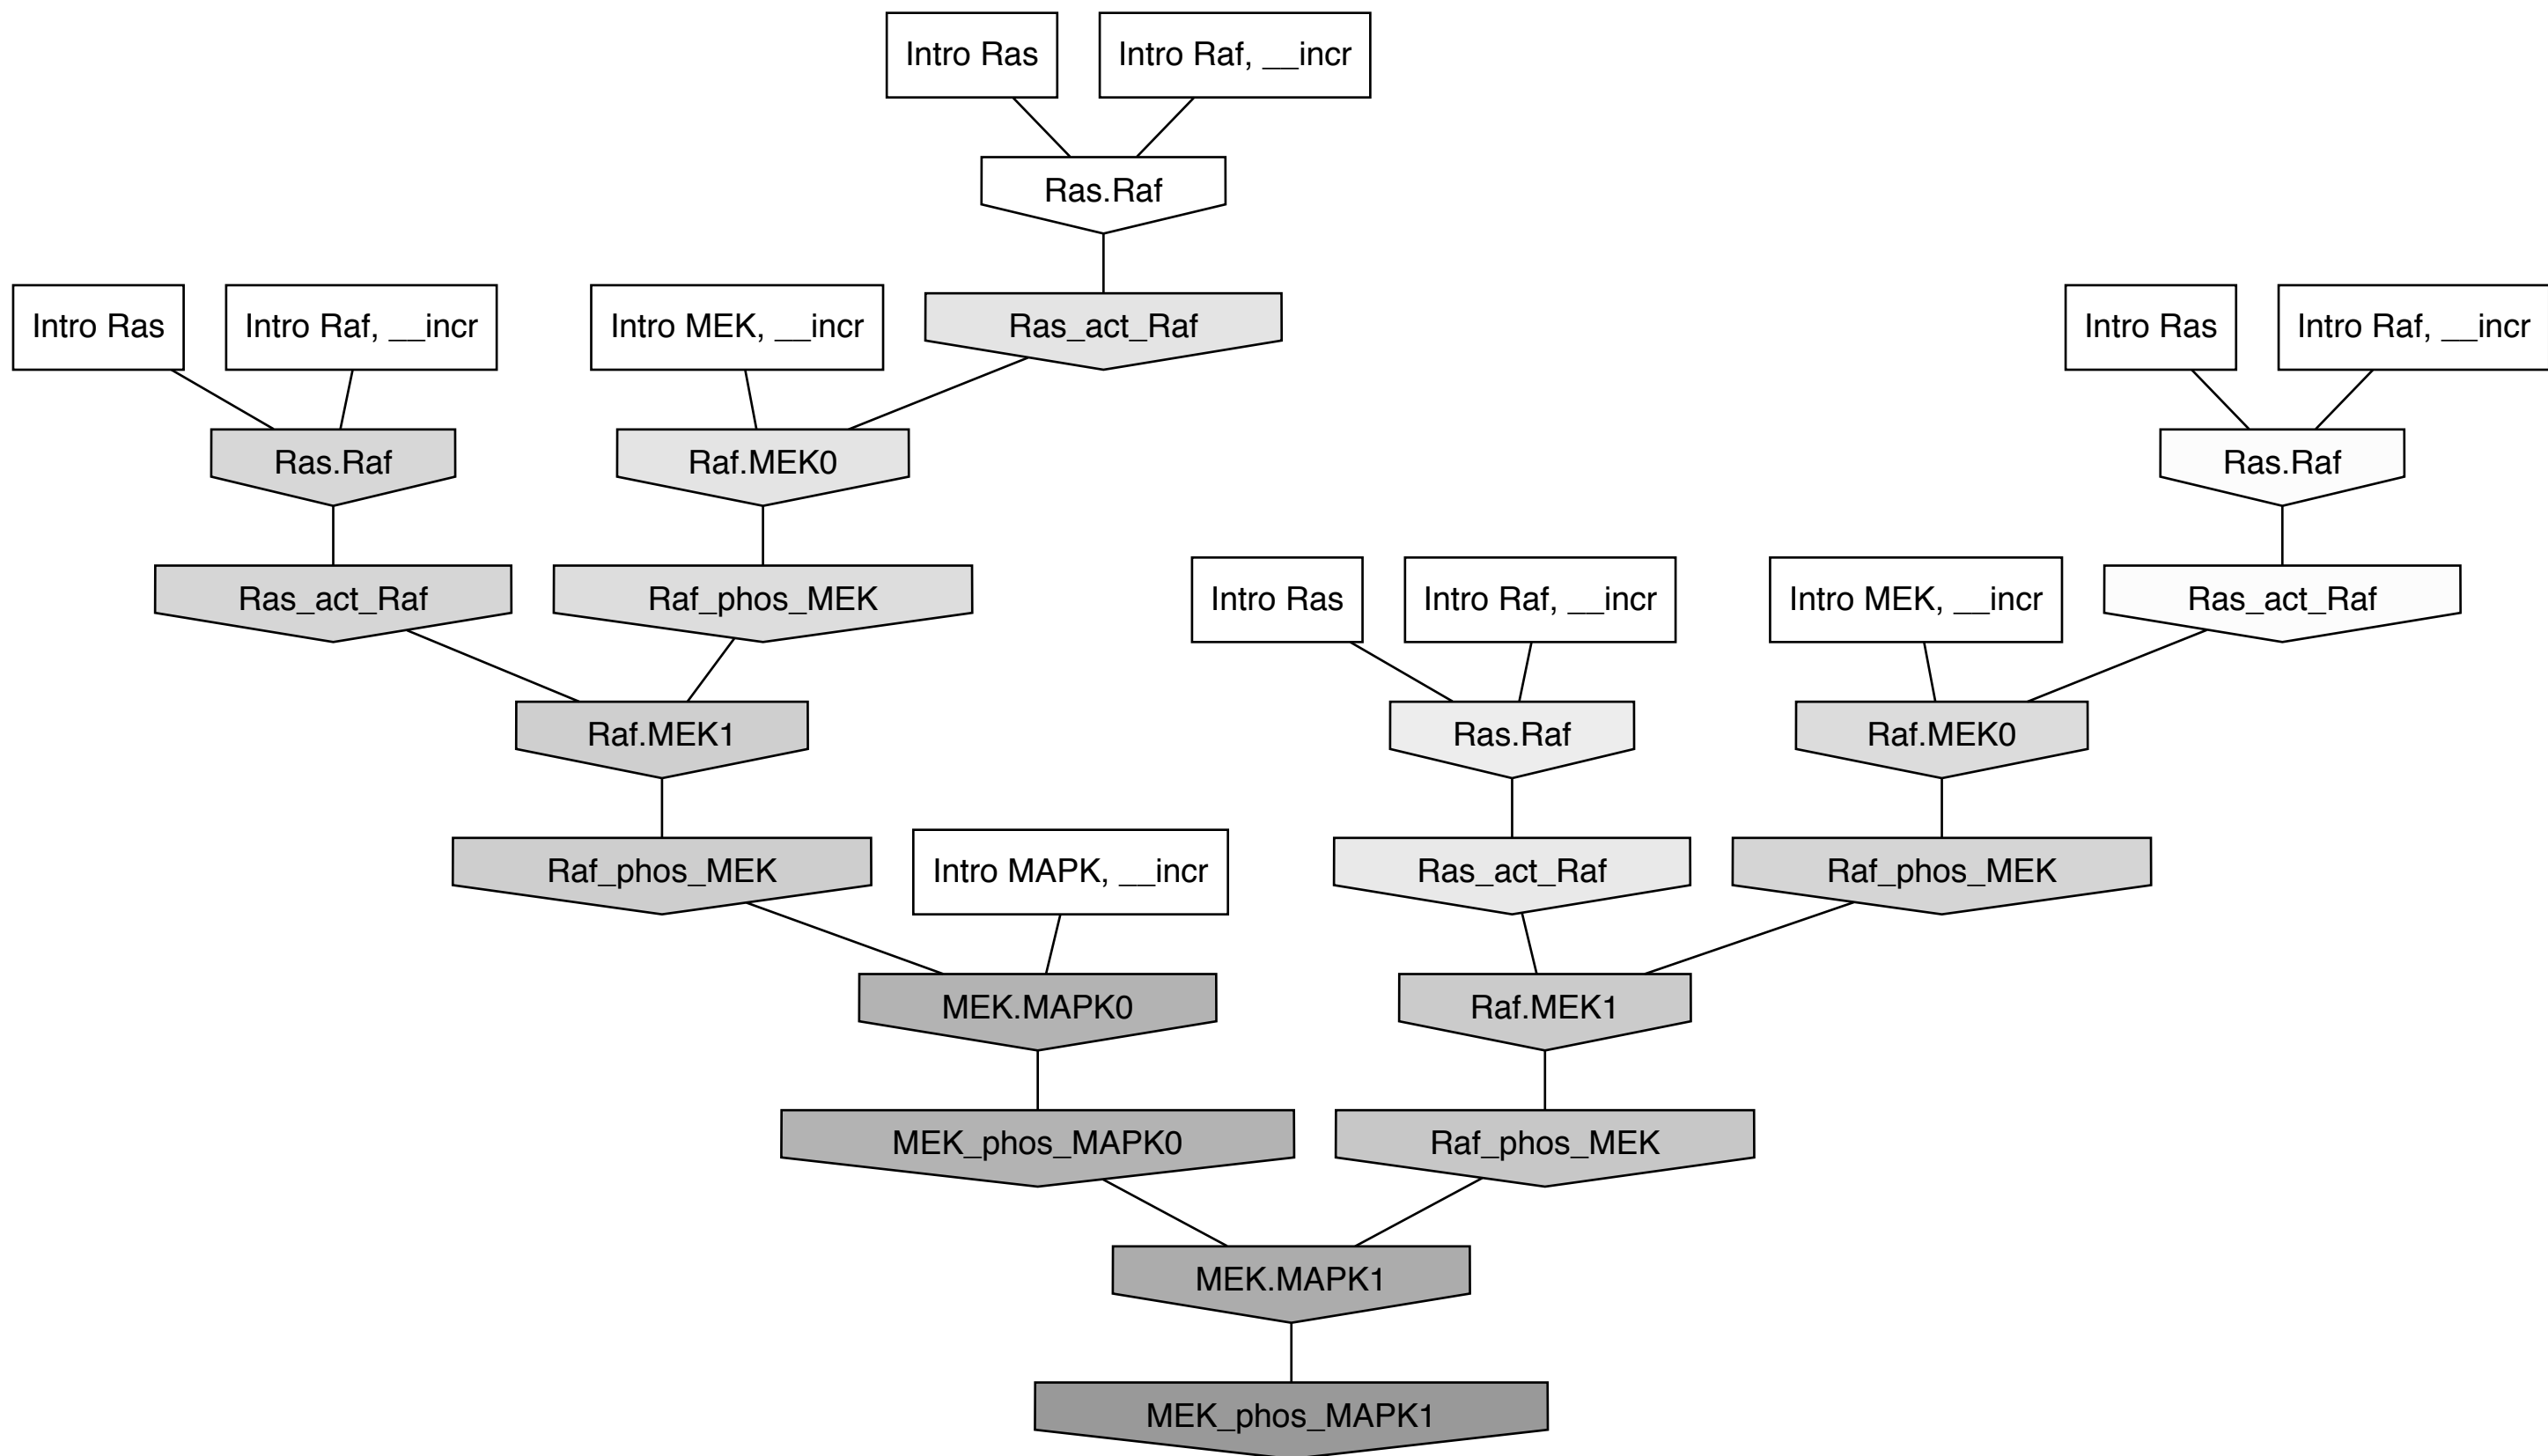 Intro Ras
Intro Raf, __incr
Ras.Raf
Intro Ras
Intro Raf, __incr
Intro MEK, __incr
Ras_act_Raf
Intro Ras
Intro Raf, __incr
Ras.Raf
Raf.MEK0
Ras.Raf
Ras_act_Raf
Raf_phos_MEK
Intro Ras
Intro Raf, __incr
Intro MEK, __incr
Ras_act_Raf
Raf.MEK1
Ras.Raf
Raf.MEK0
Raf_phos_MEK
Intro MAPK, __incr
Ras_act_Raf
Raf_phos_MEK
MEK.MAPK0
Raf.MEK1
MEK_phos_MAPK0
Raf_phos_MEK
MEK.MAPK1
MEK_phos_MAPK1